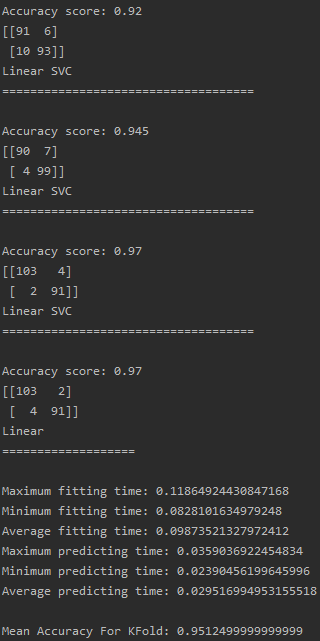 Accuracy score: 0.92
[[91  6]
 [10 93]]
Linear SVC
====================================
Accuracy score: 0.945
[[90  7]
 [ 4 99]]
Linear SVC
====================================
Accuracy score: 0.97
[[103   4]
 [  2  91]]
Linear SVC
====================================
Accuracy score: 0.97
[[103   2]
 [  4  91]]
Linear
===================
Maximum fitting time: 0.11864924430847168
Minimum fitting time: 0.0828101634979248
Average fitting time: 0.09873521327972412
Maximum predicting time: 0.0359036922454834
Minimum predicting time: 0.02390456199645996
Average predicting time: 0.029516994953155518
Mean Accuracy For KFold: 0.9512499999999999